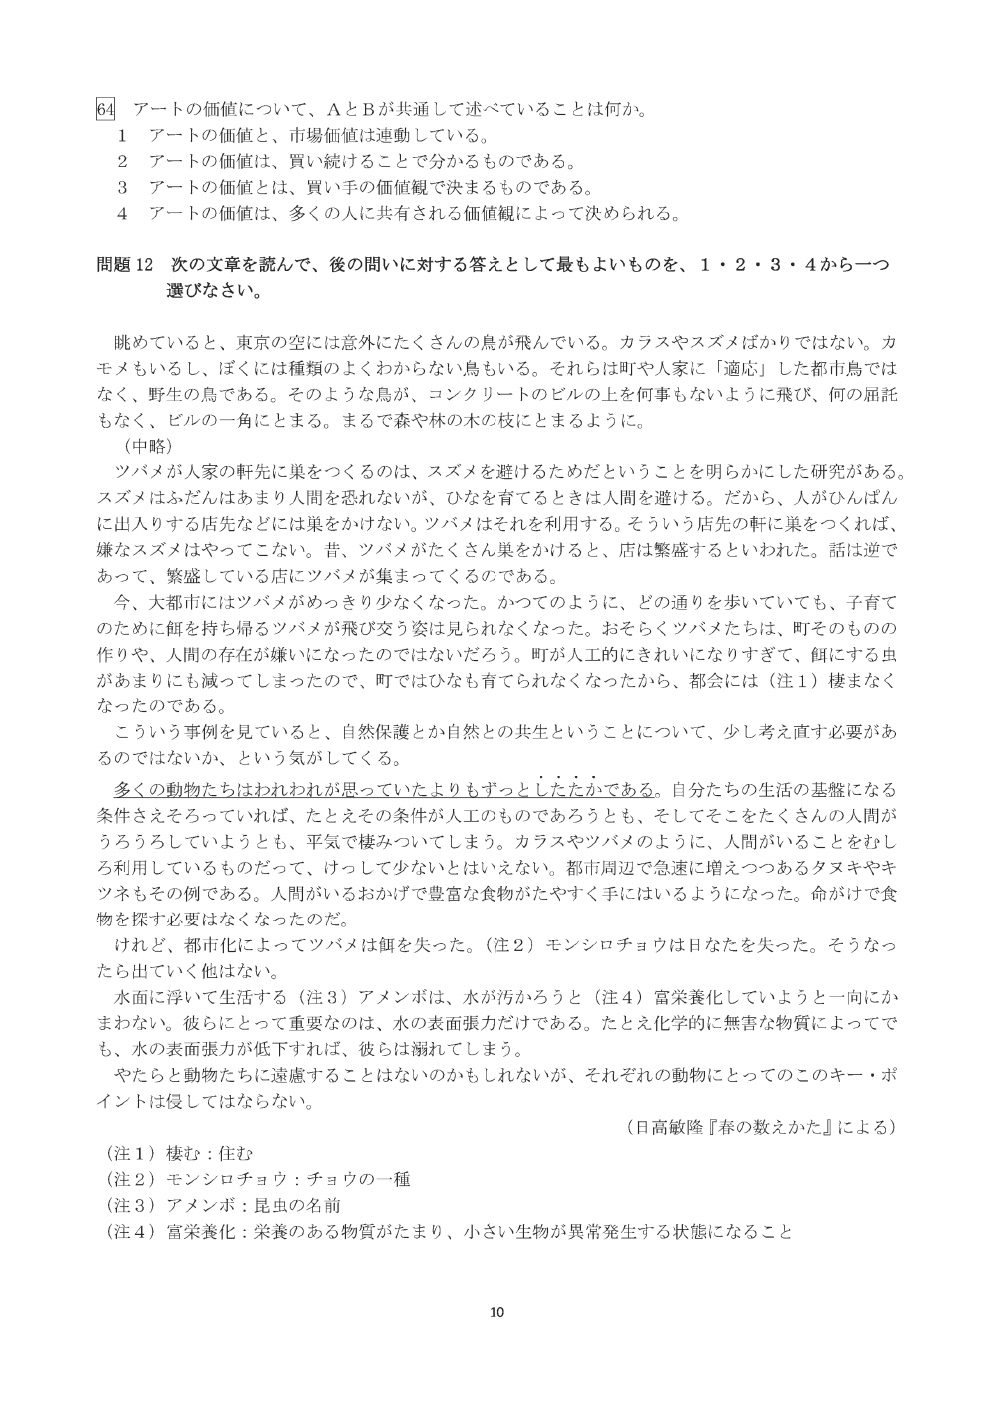 64 アートの価値について、ＡとＢが共通して述べていることは何か。
1 アートの価値と、市場価値は連動している。
2 アートの価値は、買い続けることで分かるものである。
3 アートの価値とは、買い手の価値観で決まるものである。
4 アートの価値は、多くの人に共有される価値観によって決められる。
問題 12 次の文章を読んで、後の問いに対する答えとして最もよいものを、１・２・３・４から一つ
選びなさい。
眺めていると、東京の空には意外にたくさんの鳥が飛んでいる。カラスやスズメばかりではない。カ
モメもいるし、ぼくには種類のよくわからない鳥もいる。それらは町や人家に「適応」した都市鳥では
なく、野生の鳥である。そのような鳥が、コンクリートのビルの上を何事もないように飛び、何の屈託
もなく、ビルの一角にとまる。まるで森や林の木の枝にとまるように。
（中略）
ツバメが人家の軒先に巣をつくるのは、スズメを避けるためだということを明らかにした研究がある。
スズメはふだんはあまり人間を恐れないが、ひなを育てるときは人間を避ける。だから、人がひんぱん
に出入りする店先などには巣をかけない。ツバメはそれを利用する。そういう店先の軒に巣をつくれば、
嫌なスズメはやってこない。昔、ツバメがたくさん巣をかけると、店は繁盛するといわれた。話は逆で
あって、繁盛している店にツバメが集まってくるのである。
今、大都市にはツバメがめっきり少なくなった。かつてのように、どの通りを歩いていても、子育て
のために餌を持ち帰るツバメが飛び交う姿は見られなくなった。おそらくツバメたちは、町そのものの
作りや、人間の存在が嫌いになったのではないだろう。町が人工的にきれいになりすぎて、餌にする虫
があまりにも減ってしまったので、町ではひなも育てられなくなったから、都会には（注１）棲まなく
なったのである。
こういう事例を見ていると、自然保護とか自然との共生ということについて、少し考え直す必要があ
るのではないか、という気がしてくる。
多くの動物たちはわれわれが思っていたよりもずっとしたたかである。自分たちの生活の基盤になる
条件さえそろっていれば、たとえその条件が人工のものであろうとも、そしてそこをたくさんの人間が
うろうろしていようとも、平気で棲みついてしまう。カラスやツバメのように、人間がいることをむし
ろ利用しているものだって、けっして少ないとはいえない。都市周辺で急速に増えつつあるタヌキやキ
ツネもその例である。人間がいるおかげで豊富な食物がたやすく手にはいるようになった。命がけで食
物を探す必要はなくなったのだ。
けれど、都市化によってツバメは餌を失った。（注２）モンシロチョウは日なたを失った。そうなっ
たら出ていく他はない。
水面に浮いて生活する（注３）アメンボは、水が汚かろうと（注４）富栄養化していようと一向にか
まわない。彼らにとって重要なのは、水の表面張力だけである。たとえ化学的に無害な物質によってで
も、水の表面張力が低下すれば、彼らは溺れてしまう。
やたらと動物たちに遠慮することはないのかもしれないが、それぞれの動物にとってのこのキー・ポ
イントは侵してはならない。
（日高敏隆『春の数えかた』による）
（注１）棲む：住む
（注２）モンシロチョウ：チョウの一種
（注３）アメンボ：昆虫の名前
（注４）富栄養化：栄養のある物質がたまり、小さい生物が異常発生する状態になること
10